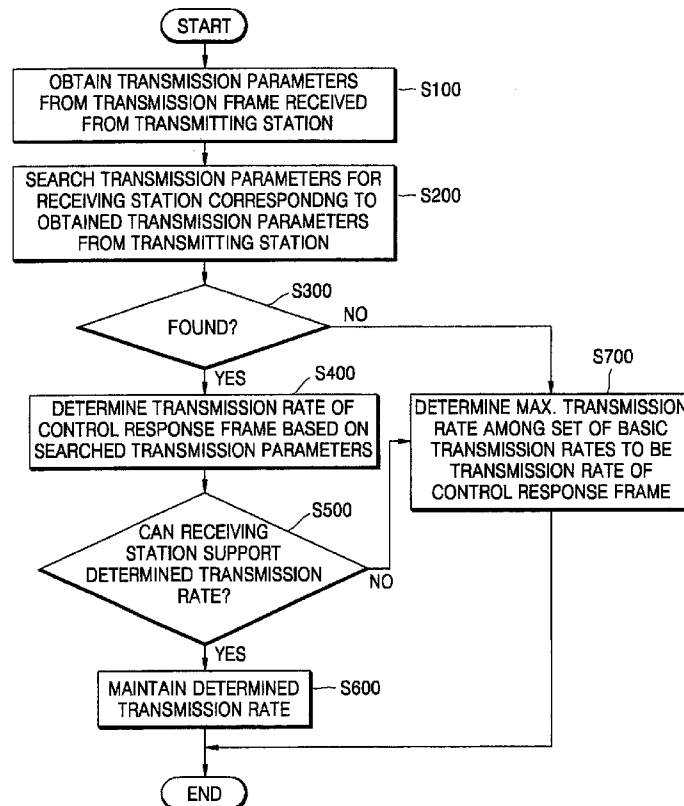 START
OBTAIN TRANSMISSION PARAMETERS
FROM TRANSMISSION FRAME RECEIVED
FROM TRANSMITTING STATION
S100
SEARCH TRANSMISSION PARAMETERS FOR
RECEIVING STATION CORRESPONDNG TO
OBTAINED TRANSMISSION PARAMETERS
FROM TRANSMITTING STATION
S200
S300
FOUND?
NO
YES
S400
DETERMINE TRANSMISSION RATE OF
CONTROL RESPONSE FRAME BASED ON
SEARCHED TRANSMISSION PARAMETERS
S700
DETERMINE MAX. TRANSMISSION
RATE AMONG SET OF BASIC
TRANSMISSION RATES TO BE
TRANSMISSION RATE OF
CONTROL RESPONSE FRAME
S500
CAN RECEIVING
STATION SUPPORT
DETERMINED TRANSMISSION
RATE?
NO
YES
MAINTAIN DETERMINED
TRANSMISSION RATE
S600
END